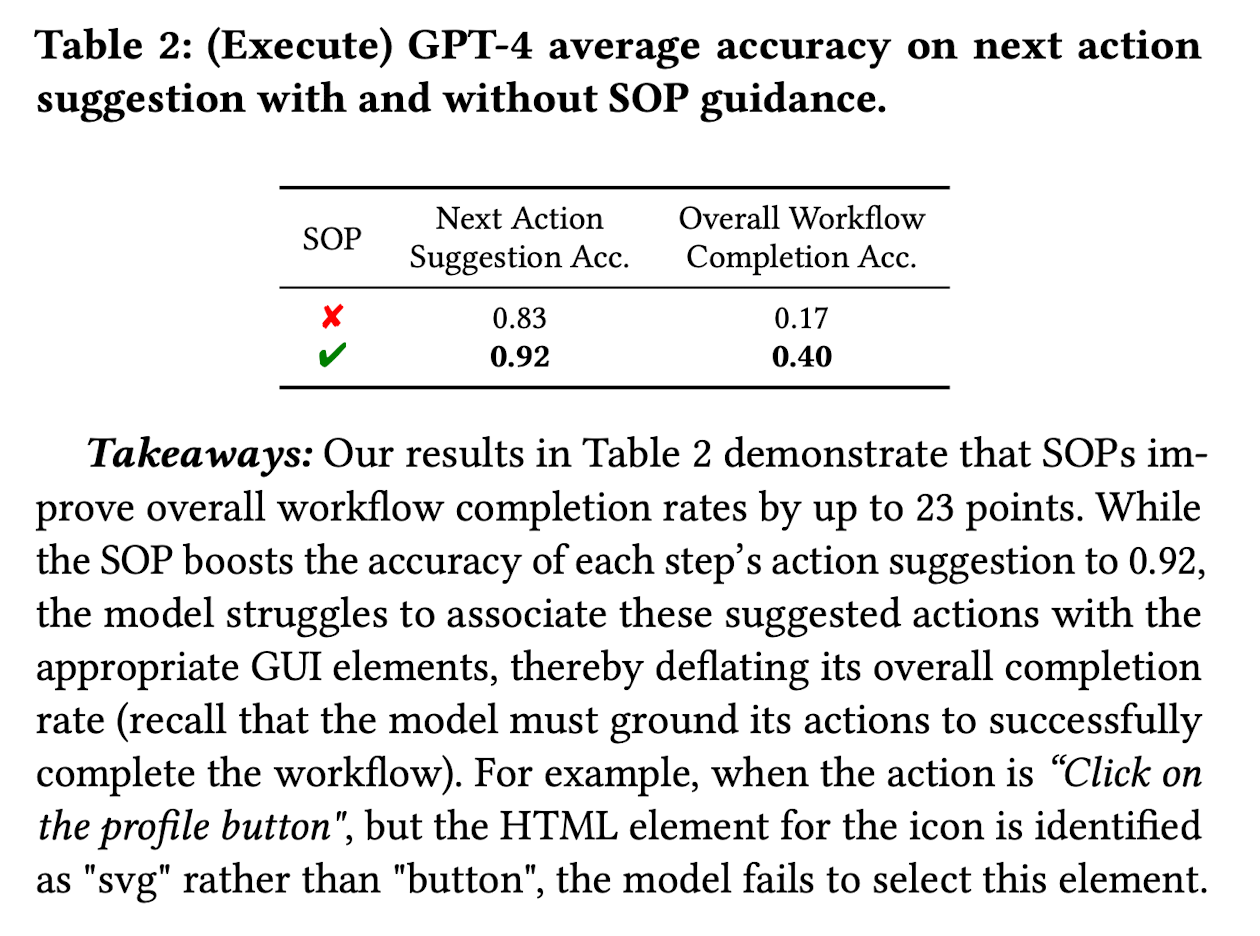 Table 2: (Execute) GPT-4 average accuracy on next action
suggestion with and without SOP guidance.
SOP
Next Action
Suggestion Acc.
Overall Workflow
Completion Acc.
✘ 0.83 0.17
✔ 0.92 0.40
Takeaways: Our results in Table 2 demonstrate that SOPs im-
prove overall workflow completion rates by up to 23 points. While
the SOP boosts the accuracy of each step’s action suggestion to 0.92,
the model struggles to associate these suggested actions with the
appropriate GUI elements, thereby deflating its overall completion
rate (recall that the model must ground its actions to successfully
complete the workflow). For example, when the action is “Click on
the profile button", but the HTML element for the icon is identified
as "svg" rather than "button", the model fails to select this element.